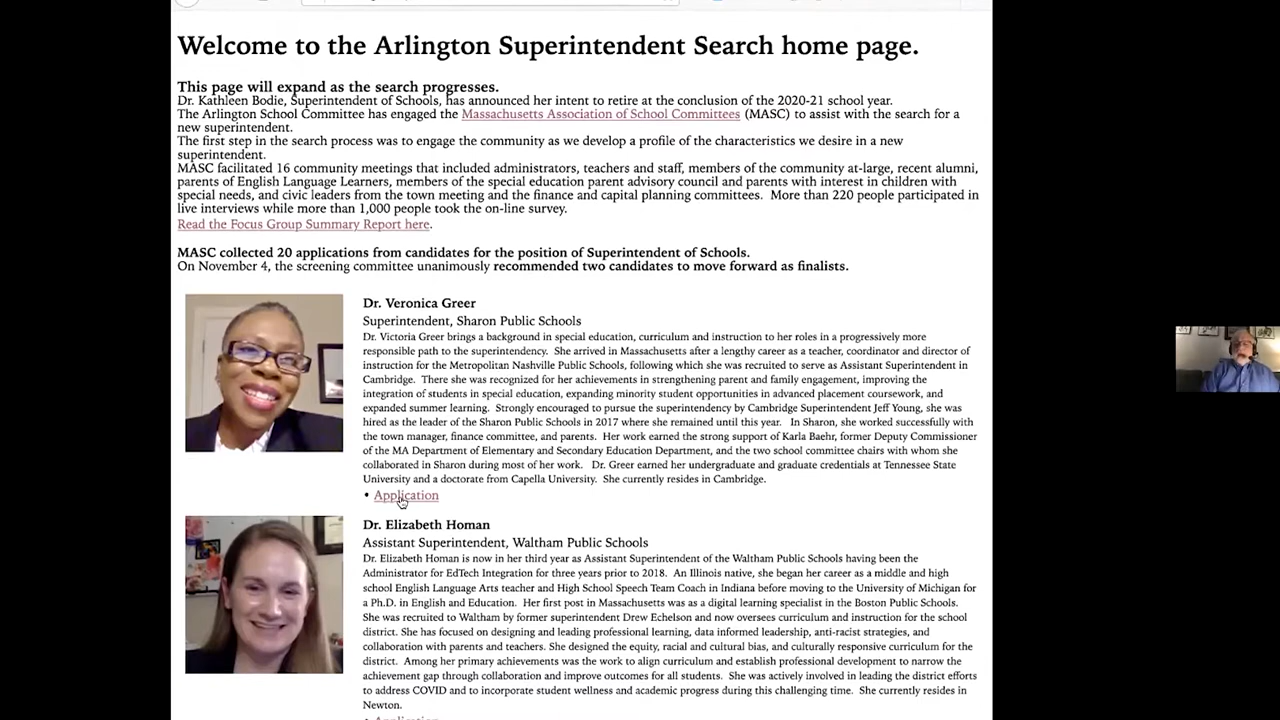 Welcome to the Arlington Superintendent Search home page.
This page will expand as the search progresses.
Dr. Kathleen Bodie, Superintendent of Schools, has announced her intent to retire at the conclusion of the 2020-21 school year.
The Arlington School Committee has engaged the Massachusetts Association of School Committees (MASC) to assist with the search for a
new superintendent.
The first step in the search process was to engage the community as we develop a profile of the characteristics we desire in a new
superintendent.
MASC facilitated 16 community meetings that included administrators, teachers and staff, members of the community at-large, recent alumni,
parents of English Language Learners, members of the special education parent advisory council and parents with interest in children with
special needs, and civic leaders from the town meeting and the finance and capital planning committees. More than 220 people participated in
live interviews while more than 1,000 people took the on-line survey.
Read the Focus Group Summary Report here.
MASC collected 20 applications from candidates for the position of Superintendent of Schools.
On November 4, the screening committee unanimously recommended two candidates to move forward as finalists.
Dr. Veronica Greer
Superintendent, Sharon Public Schools
Dr. Victoria Greer brings a background in special education, curriculum and instruction to her roles in a progressively more
responsible path to the superintendency. She arrived in Massachusetts after a lengthy career as a teacher, coordinator and director of
instruction for the Metropolitan Nashville Public Schools, following which she was recruited to serve as Assistant Superintendent in
Cambridge. There she was recognized for her achievements in strengthening parent and family engagement, improving the
integration of students in special education, expanding minority student opportunities in advanced placement coursework, and
expanded summer learning. Strongly encouraged to pursue the superintendency by Cambridge Superintendent Jeff Young, she was
hired as the leader of the Sharon Public Schools in 2017 where she remained until this year. In Sharon, she worked successfully with
the town manager, finance committee, and parents. Her work earned the strong support of Karla Baehr, former Deputy Commissioner
of the MA Department of Elementary and Secondary Education Department, and the two school committee chairs with whom she
collaborated in Sharon during most of her work. Dr. Greer earned her undergraduate and graduate credentials at Tennessee State
University and a doctorate from Capella University. She currently resides in Cambridge.
• Application
Dr. Elizabeth Homan
Assistant Superintendent, Waltham Public Schools
Dr. Elizabeth Homan is now in her third year as Assistant Superintendent of the Waltham Public Schools having been the
Administrator for EdTech Integration for three years prior to 2018. An Illinois native, she began her career as a middle and high
school English Language Arts teacher and High School Speech Team Coach in Indiana before moving to the University of Michigan for
a Ph.D. in English and Education. Her first post in Massachusetts was as a digital learning specialist in the Boston Public Schools.
She was recruited to Waltham by former superintendent Drew Echelson and now oversees curriculum and instruction for the school
district. She has focused on designing and leading professional learning, data informed leadership, anti-racist strategies, and
collaboration with parents and teachers. She designed the equity, racial and cultural bias, and culturally responsive curriculum for the
district. Among her primary achievements was the work to align curriculum and establish professional development to narrow the
achievement gap through collaboration and improve outcomes for all students. She was actively involved in leading the district efforts
to address COVID and to incorporate student wellness and academic progress during this challenging time. She currently resides in
Newton.